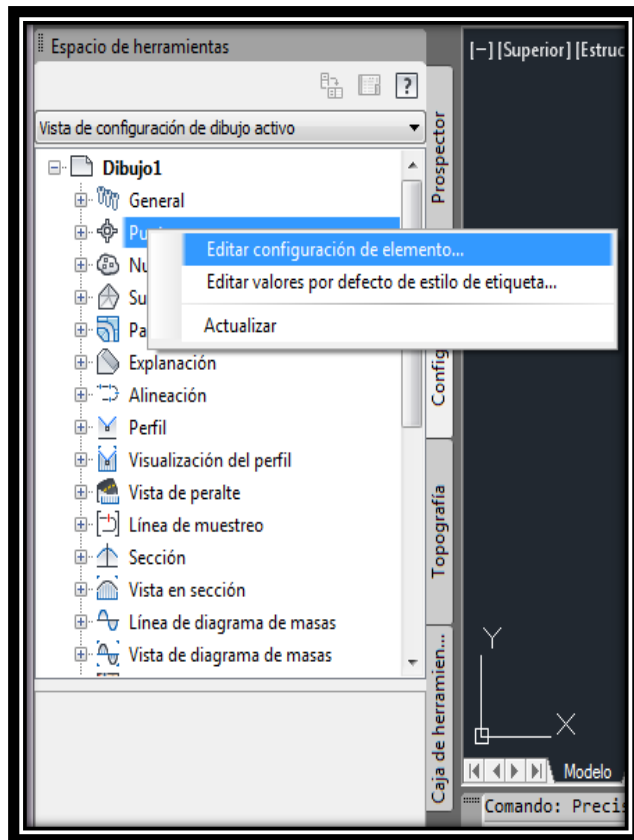 Espacio de herramientas
[−] [Superior] [Estruc
?
Vista de configuración de dibujo activo
Prospector
Dibujo1
General
Editar configuración de elemento...
Nu
Editar valores por defecto de estilo de etiqueta...
Su
Actualizar
Pa
Explanación
Config
Alineación
Perfil
Visualización del perfil
Vista de peralte
Topografía
Línea de muestreo
Sección
Vista en sección
Línea de diagrama de masas
Vista de diagrama de masas
Caja de herramien...
Y
X
Modelo
Comando: Precis